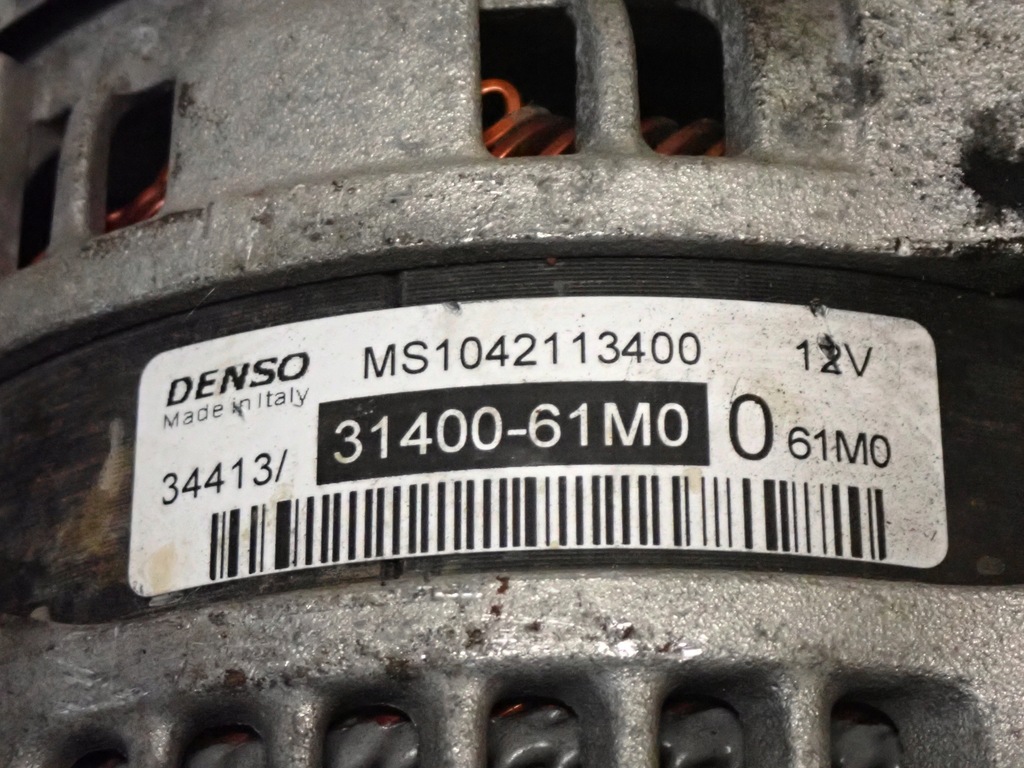 DENSO MS1042113400 12V
Made in Italy
31400-61M0 0 61M0
34413/